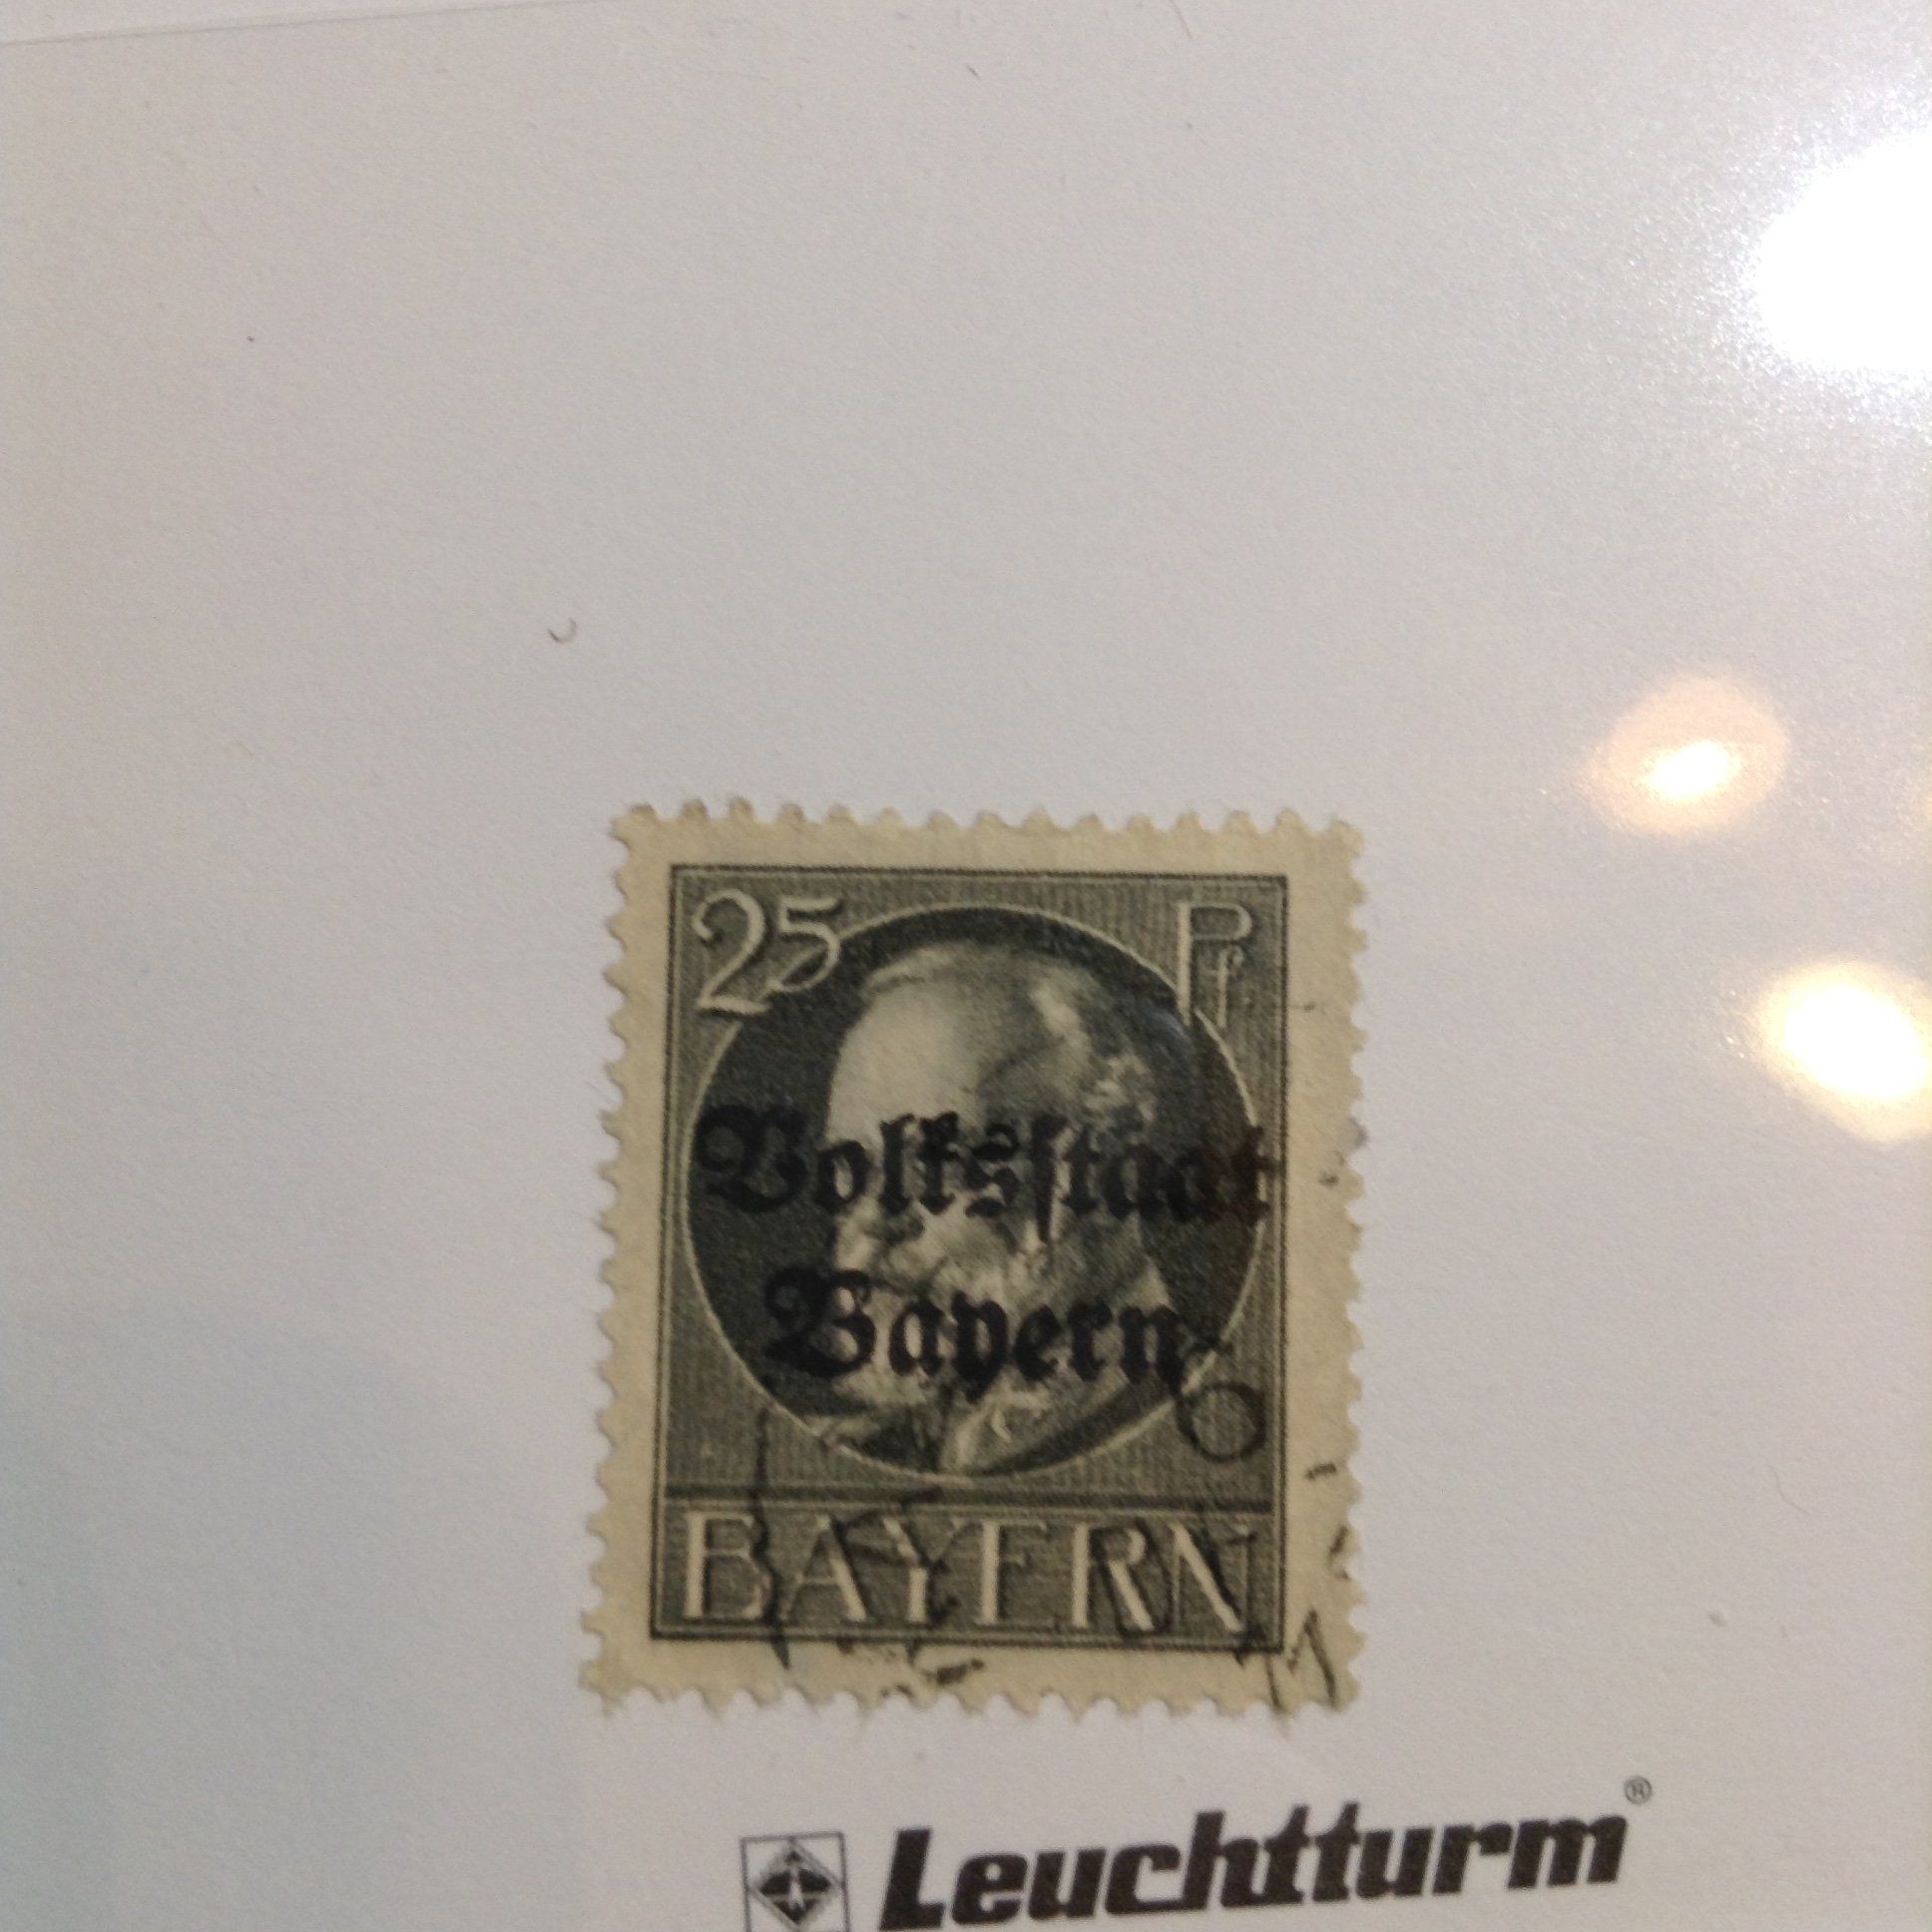 25 Pf.
Volksstaat
Bayern
BAYERN
Leuchtturm®